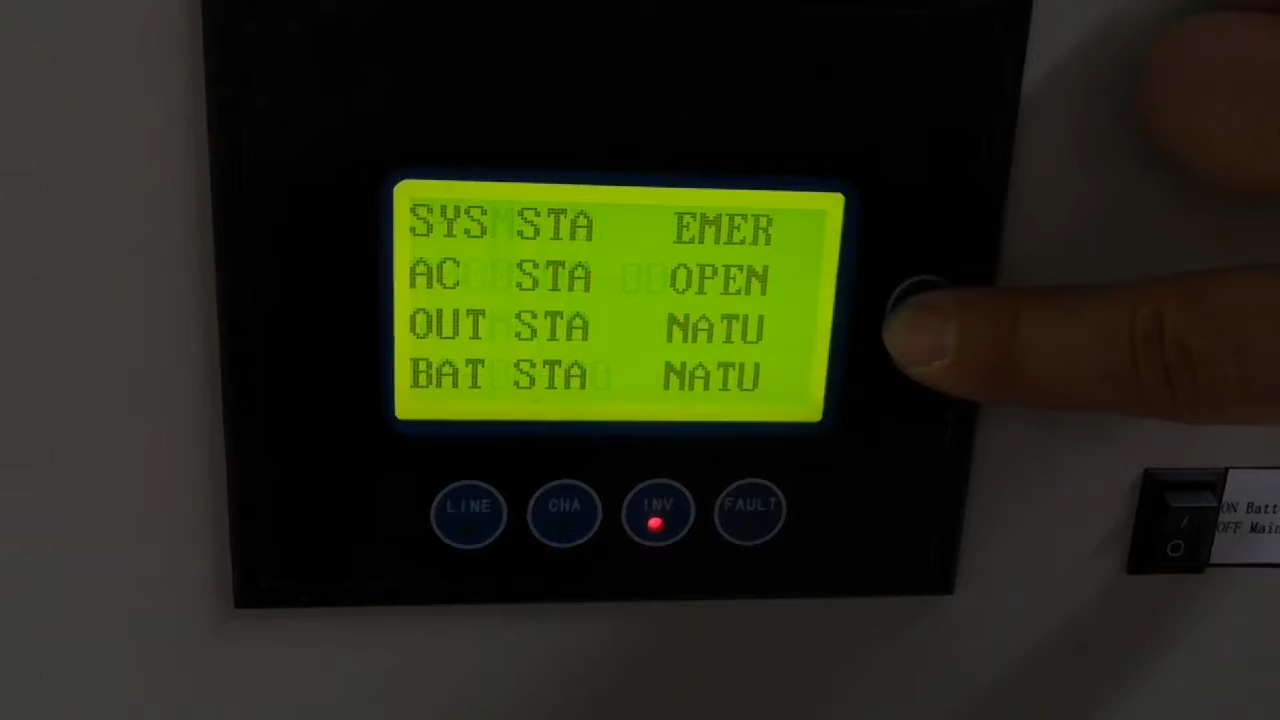 SYS STA EMER
AC STA OPEN
OUT STA NATU
BAT STA NATU
LINE CHA INV FAULT
ON Batt
OFF Main